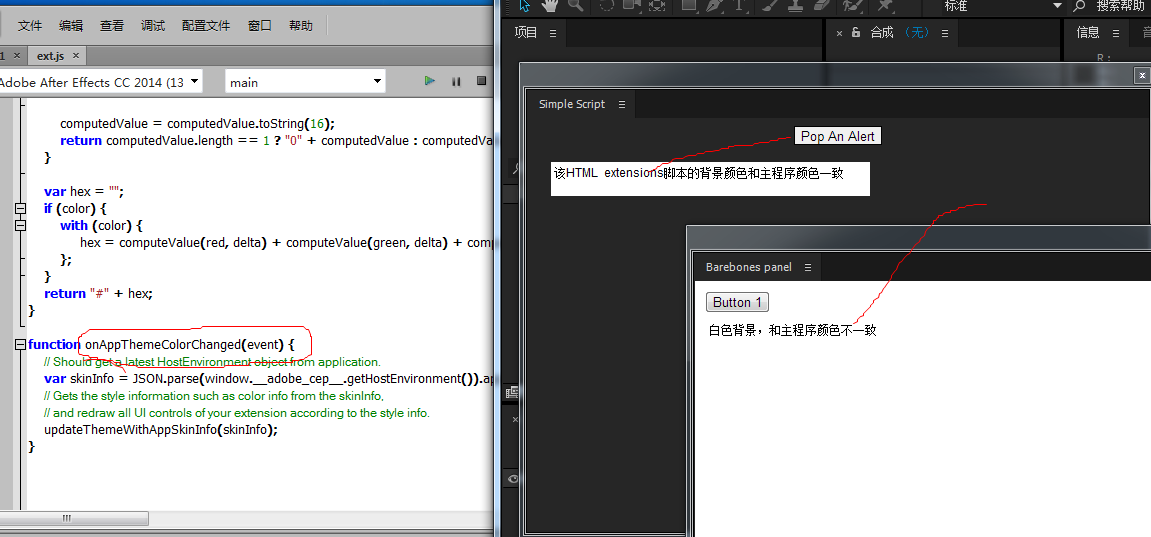 文件 编辑 查看 调试 配置文件 窗口 帮助
1 × ext.js ×
Adobe After Effects CC 2014 (13 main
computedValue = computedValue.toString(16);
return computedValue.length == 1 ? "0" + computedValue : computedValu
}
var hex = "";
if (color) {
with (color) {
hex = computeValue(red, delta) + computeValue(green, delta) + comp
};
}
return "#" + hex;
}
function onAppThemeColorChanged(event) {
// Should get a latest HostEnvironment object from application.
var skinInfo = JSON.parse(window.__adobe_cep__.getHostEnvironment()).ap
// Gets the style information such as color info from the skinInfo,
// and redraw all UI controls of your extension according to the style info.
updateThemeWithAppSkinInfo(skinInfo);
}
标准 搜索帮助
项目 × 合成 （无） 信息
R:
Simple Script
Pop An Alert
该HTML extensions脚本的背景颜色和主程序颜色一致
Barebones panel
Button 1
白色背景，和主程序颜色不一致